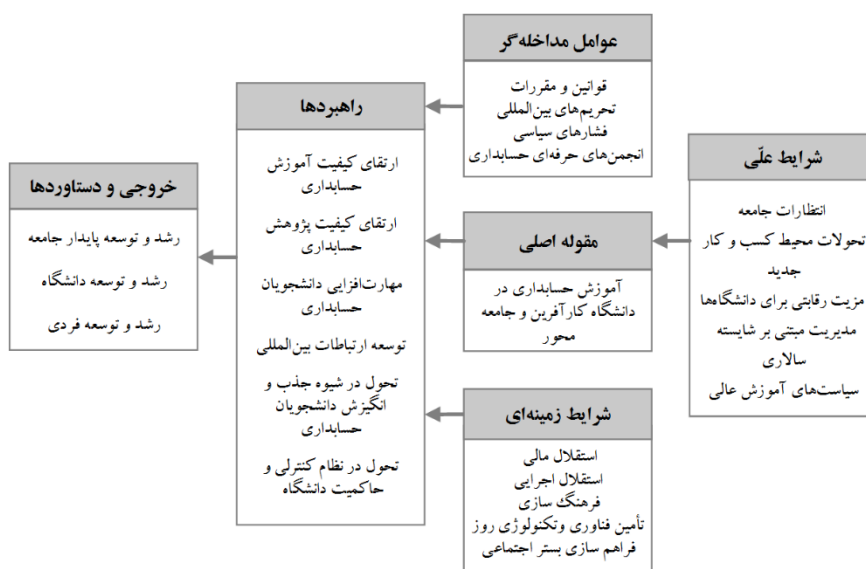 شرایط علّی
انتظارات جامعه
تحولات محیط کسب و کار
جدید
مزیت رقابتی برای دانشگاه‌ها
مدیریت مبتنی بر شایسته
سالاری
سیاست‌های آموزش عالی
عوامل مداخله‌گر
قوانین و مقررات
تحریم‌های بین‌المللی
فشارهای سیاسی
انجمن‌های حرفه‌ای حسابداری
مقوله اصلی
آموزش حسابداری در
دانشگاه کارآفرین و جامعه
محور
شرایط زمینه‌ای
استقلال مالی
استقلال اجرایی
فرهنگ سازی
تأمین فناوری وتکنولوژی روز
فراهم سازی بستر اجتماعی
راهبردها
ارتقای کیفیت آموزش
حسابداری
ارتقای کیفیت پژوهش
حسابداری
مهارت‌افزایی دانشجویان
حسابداری
توسعه ارتباطات بین‌المللی
تحول در شیوه جذب و
انگیزش دانشجویان
حسابداری
تحول در نظام کنترلی و
حاکمیت دانشگاه
خروجی و دستاوردها
رشد و توسعه پایدار جامعه
رشد و توسعه دانشگاه
رشد و توسعه فردی